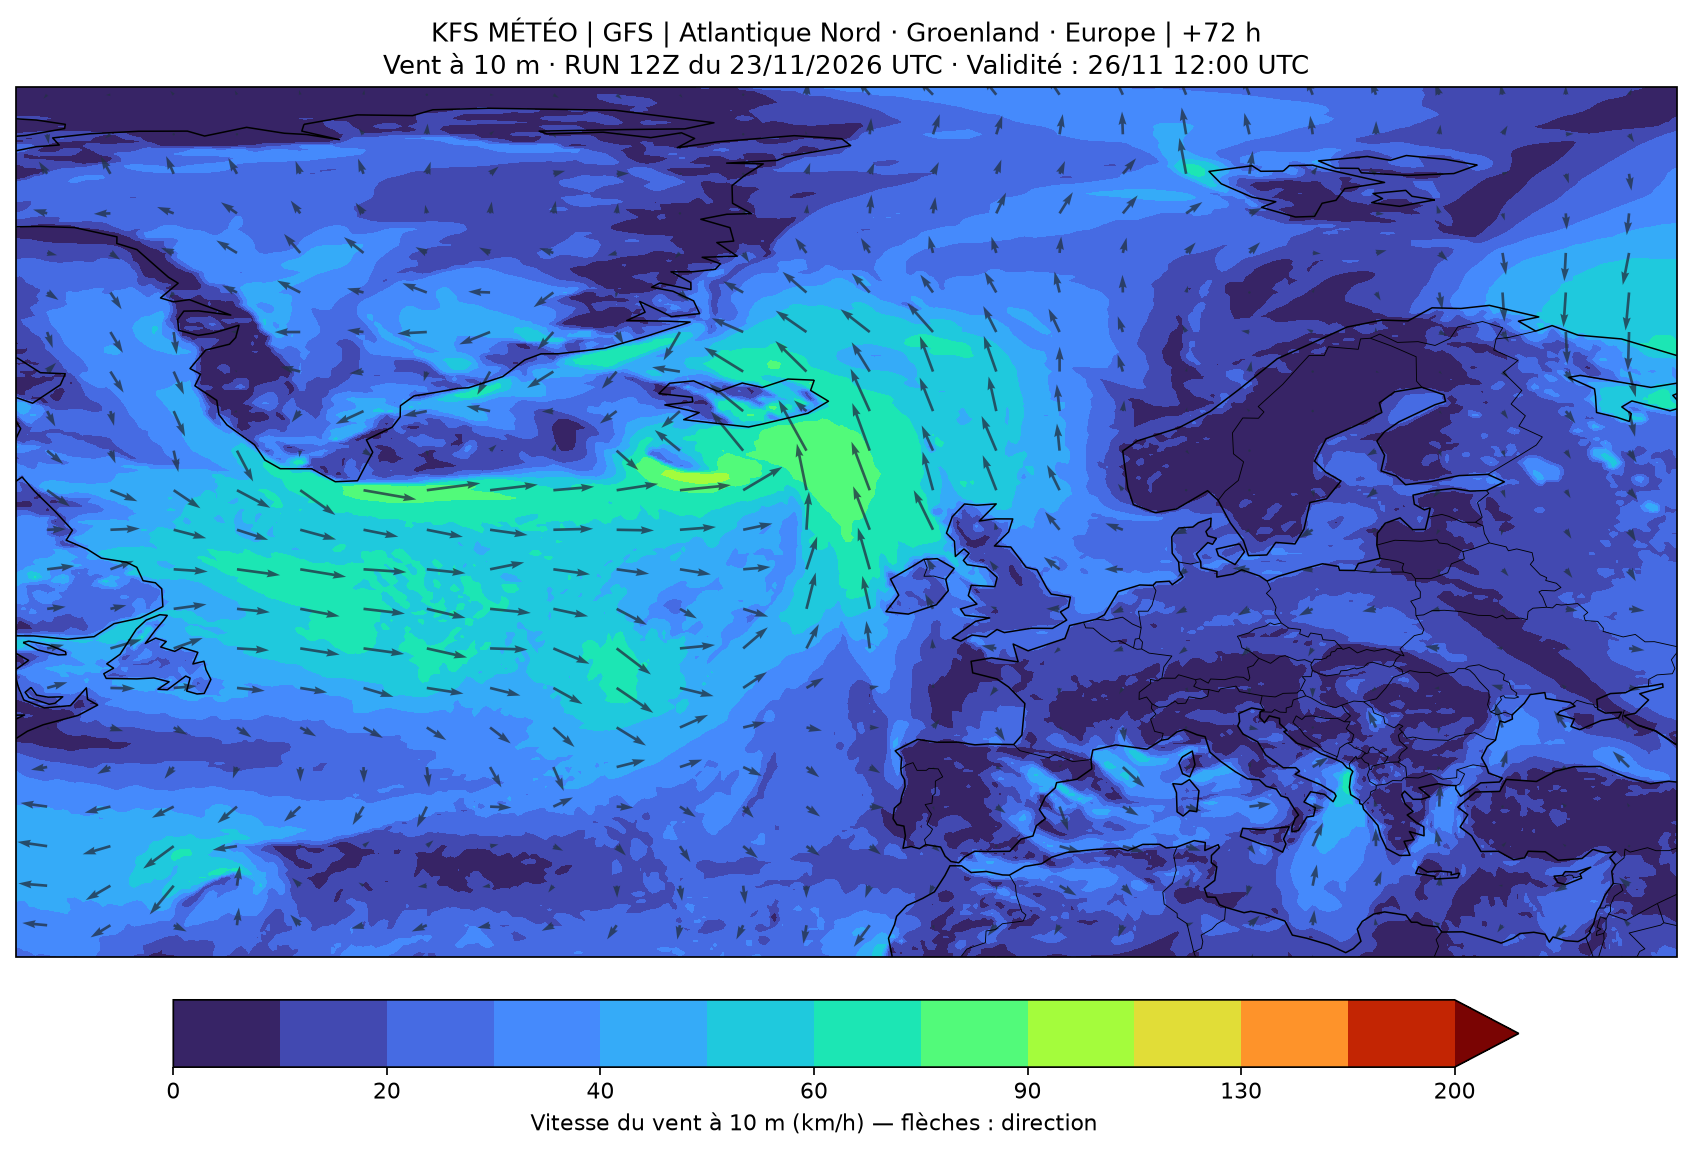 KFS MÉTÉO | GFS | Atlantique Nord · Groenland · Europe | +72 h
Vent à 10 m · RUN 12Z du 23/11/2026 UTC · Validité : 26/11 12:00 UTC
0 20 40 60 90 130 200
Vitesse du vent à 10 m (km/h) — flèches : direction